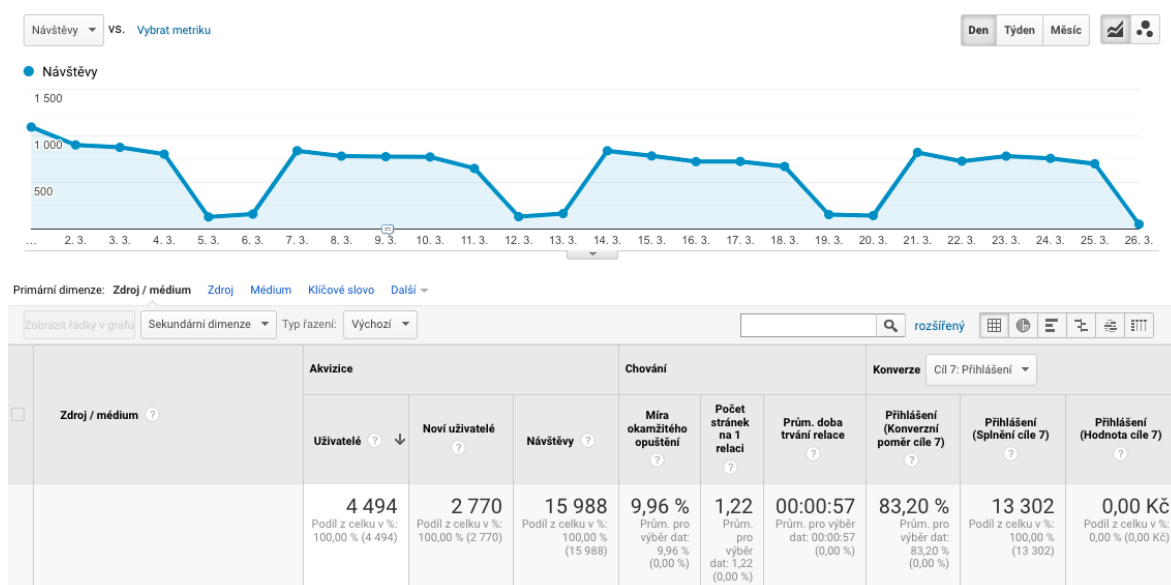 Návštěvy vs. Vybrat metriku
Den Týden Měsíc
Návštěvy
1 500
1 000
500
... 2. 3. 3. 3. 4. 3. 5. 3. 6. 3. 7. 3. 8. 3. 9. 3. 10. 3. 11. 3. 12. 3. 13. 3. 14. 3. 15. 3. 16. 3. 17. 3. 18. 3. 19. 3. 20. 3. 21. 3. 22. 3. 23. 3. 24. 3. 25. 3. 26. 3.
Primární dimenze: Zdroj / médium Zdroj Médium Klíčové slovo Další
Zobrazit řádky v grafu Sekundární dimenze Typ řazení: Výchozí rozšířený
Akvizice Chování Konverze Cíl 7: Přihlášení
Zdroj / médium ?
Uživatelé ?
Noví uživatelé
?
Návštěvy ?
Míra
okamžitého
opuštění
?
Počet
stránek
na 1
relaci
?
Prům. doba
trvání relace
?
Přihlášení
(Konverzní
poměr cíle 7)
?
Přihlášení
(Splnění cíle 7)
?
Přihlášení
(Hodnota cíle 7)
?
4 494
Podíl z celku v %:
100,00 % (4 494)
2 770
Podíl z celku v %:
100,00 % (2 770)
15 988
Podíl z celku v %:
100,00 %
(15 988)
9,96 %
Prům. pro
výběr dat:
9,96 %
(0,00 %)
1,22
Prům.
pro
výběr
dat: 1,22
(0,00 %)
00:00:57
Prům. pro výběr
dat: 00:00:57
(0,00 %)
83,20 %
Prům. pro
výběr dat:
83,20 %
(0,00 %)
13 302
Podíl z celku v %:
100,00 %
(13 302)
0,00 Kč
Podíl z celku v %:
0,00 % (0,00 Kč)